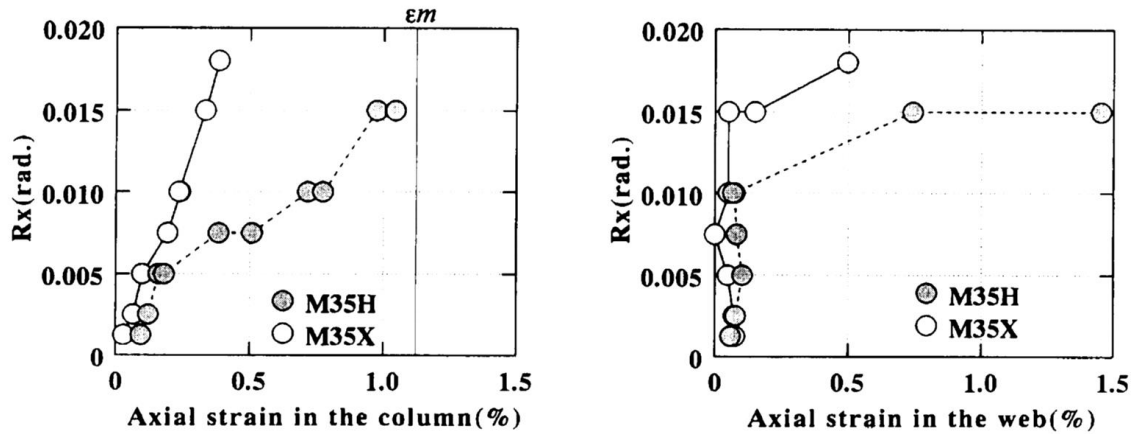 εm
0.020
0.015
0.010
0.005
0
Rx(rad.)
M35H
M35X
0
0.5
1.0
1.5
Axial strain in the column(%)
0.020
0.015
0.010
0.005
0
Rx(rad.)
M35H
M35X
0
0.5
1.0
1.5
Axial strain in the web(%)